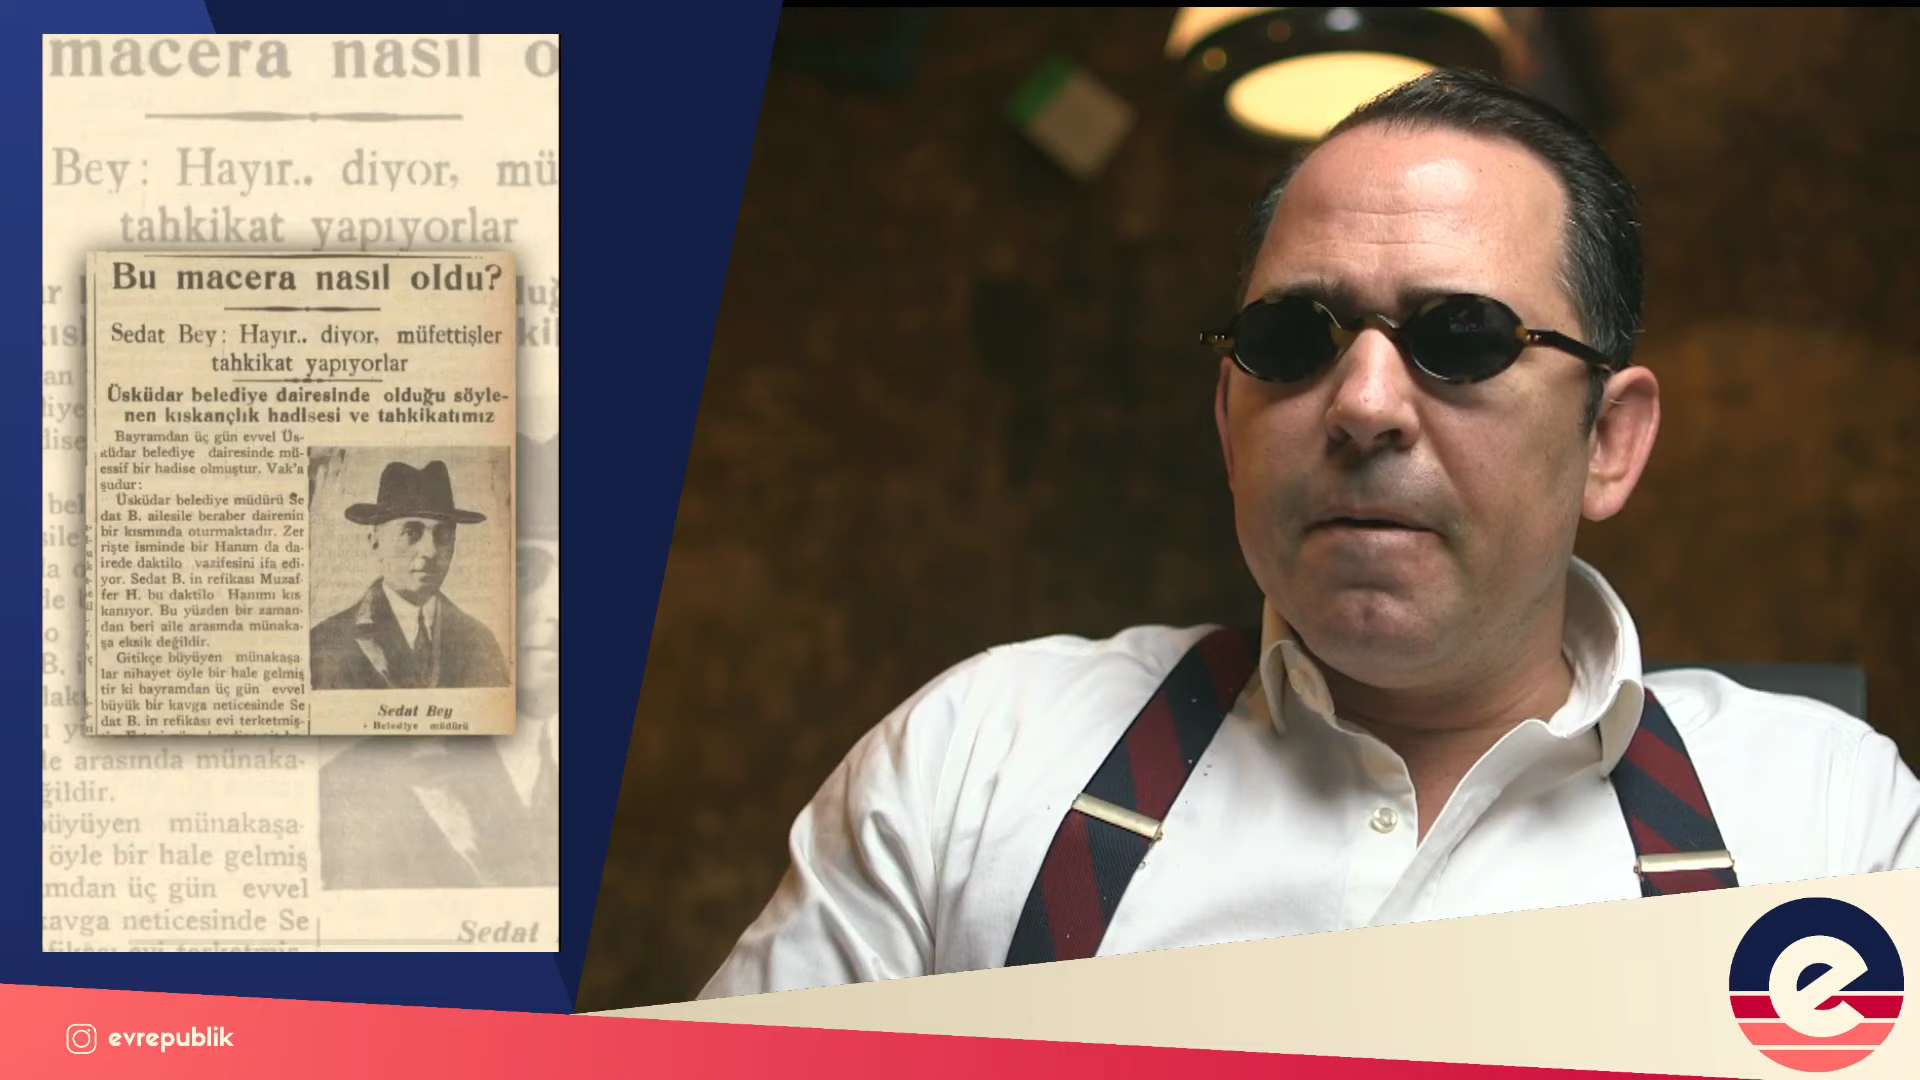 macera nasıl o
Bey: Hayır.. diyor, mü
tahkikat yapıyorlar
Bu macera nasıl oldu?
Sedat Bey: Hayır.. diyor, müfettişler
tahkikat yapıyorlar
Üsküdar belediye dairesinde olduğu söyle-
nen kıskançlık hadisesi ve tahkikatımız
Bayramdan üç gün evvel Üs-
küdar belediye dairesinde mü-
essif bir hadise olmuştur. Vak'a
şudur:
Üsküdar belediye müdürü Se
dat B. ailesile beraber dairenin
bir kısmında oturmaktadır. Zer
rişte isminde bir Hanım da da-
irede daktilo vazifesini ifa edi-
yor. Sedat B. in refikası Muzaf-
fer H. bu daktilo Hanımı kıs-
kanıyor. Bu yüzden bir zaman-
dan beri aile arasında münaka-
şa eksik değildir.
Gitikçe büyüyen münakaşa-
lar nihayet öyle bir hale gelmiş
tir ki bayramdan üç gün evvel
büyük bir kavga neticesinde Se
dat B. in refikası evi terketmiş-
Sedat Bey
Belediye müdürü
le arasında münaka-
ğildir.
üyüyen münakaşa-
öyle bir hale gelmiş
mdan üç gün evvel
kavga neticesinde Se
Sedat
evrepublik
e